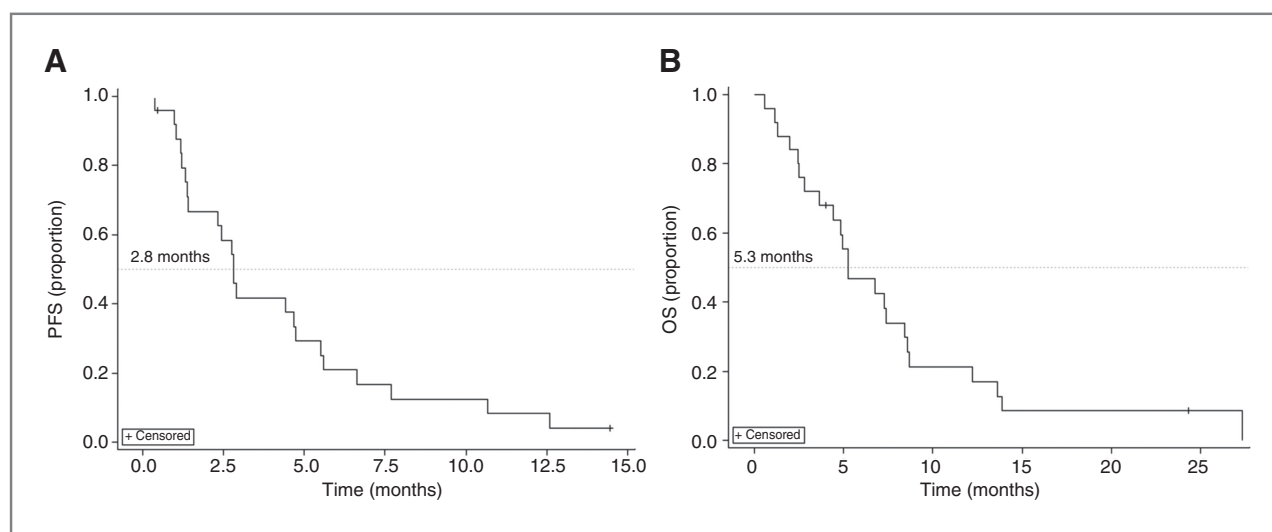 A
1.0
0.8
0.6
0.4
0.2
0.0
PFS (proportion)
2.8 months
+ Censored
0.0 2.5 5.0 7.5 10.0 12.5 15.0
Time (months)
B
1.0
0.8
0.6
0.4
0.2
0.0
OS (proportion)
5.3 months
+ Censored
0 5 10 15 20 25
Time (months)